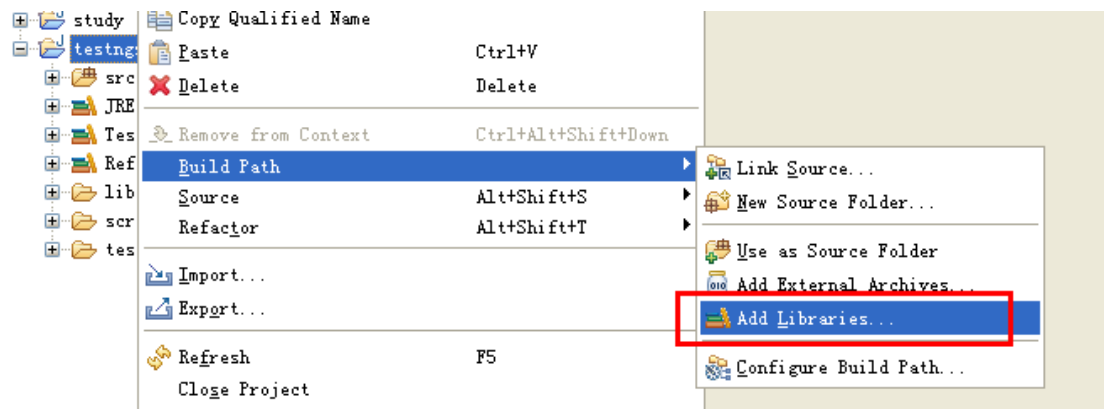 study
testng
src
JRE
Tes
Ref
lib
scr
tes
Copy Qualified Name
Paste Ctrl+V
Delete Delete
Remove from Context Ctrl+Alt+Shift+Down
Build Path
Source Alt+Shift+S
Refactor Alt+Shift+T
Import...
Export...
Refresh F5
Close Project
Link Source...
New Source Folder...
Use as Source Folder
010 Add External Archives...
Add Libraries...
Configure Build Path...